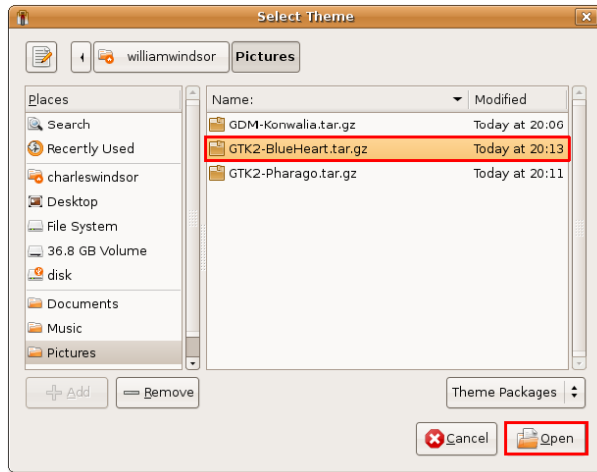 Select Theme
williamwindsor Pictures
Places
Search
Recently Used
charleswindsor
Desktop
File System
36.8 GB Volume
disk
Documents
Music
Pictures
Name: Modified
GDM-Konwalia.tar.gz Today at 20:06
GTK2-BlueHeart.tar.gz Today at 20:13
GTK2-Pharago.tar.gz Today at 20:11
Add Remove
Theme Packages
Cancel Open